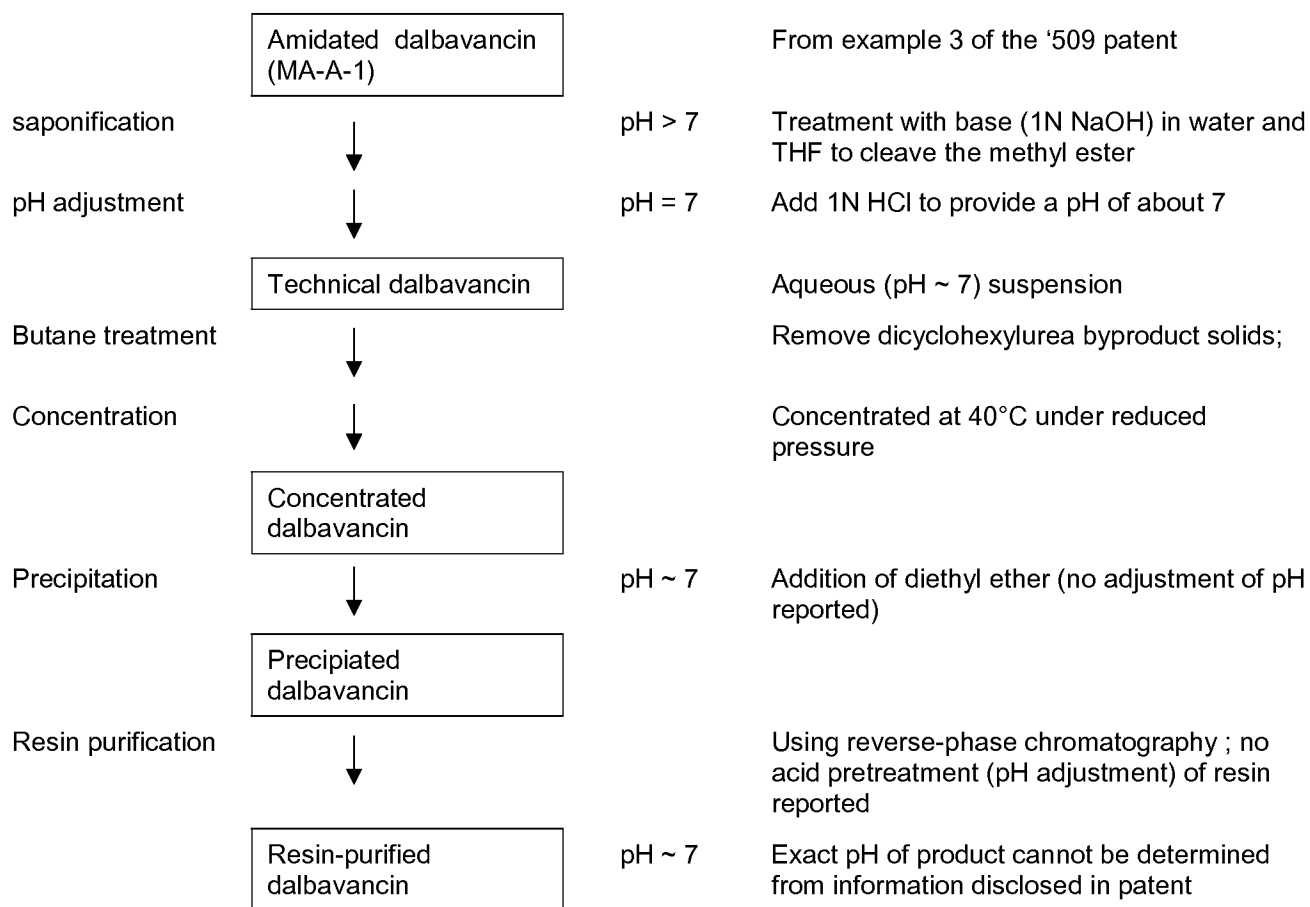 Amidated dalbavancin
(MA-A-1)
From example 3 of the ‘509 patent
saponification
pH > 7
Treatment with base (1N NaOH) in water and
THF to cleave the methyl ester
pH adjustment
pH = 7
Add 1N HCl to provide a pH of about 7
Technical dalbavancin
Aqueous (pH ~ 7) suspension
Butane treatment
Remove dicyclohexylurea byproduct solids;
Concentration
Concentrated at 40°C under reduced
pressure
Concentrated
dalbavancin
Precipitation
pH ~ 7
Addition of diethyl ether (no adjustment of pH
reported)
Precipiated
dalbavancin
Resin purification
Using reverse-phase chromatography ; no
acid pretreatment (pH adjustment) of resin
reported
Resin-purified
dalbavancin
pH ~ 7
Exact pH of product cannot be determined
from information disclosed in patent